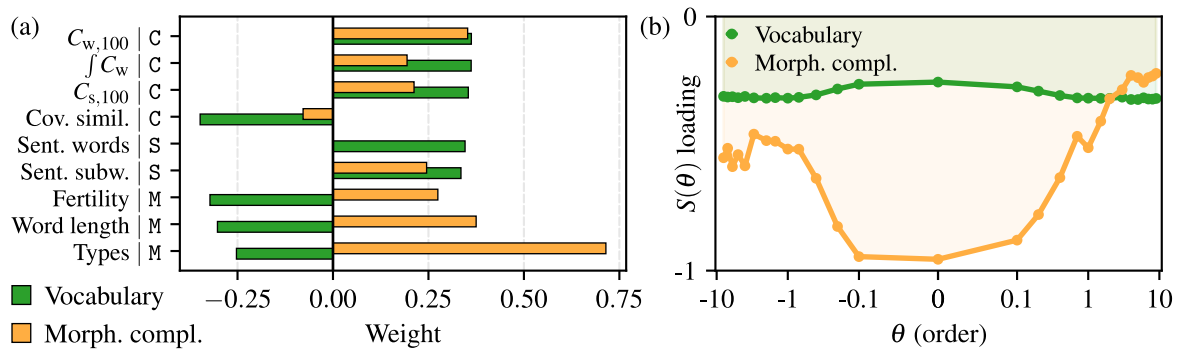 (a)
C_w,100 | C
∫ C_w | C
C_s,100 | C
Cov. simil. | C
Sent. words | S
Sent. subw. | S
Fertility | M
Word length | M
Types | M
−0.25 0.00 0.25 0.50 0.75
Weight
Vocabulary
Morph. compl.
(b)
0
-1
S(θ) loading
Vocabulary
Morph. compl.
-10 -1 -0.1 0 0.1 1 10
θ (order)